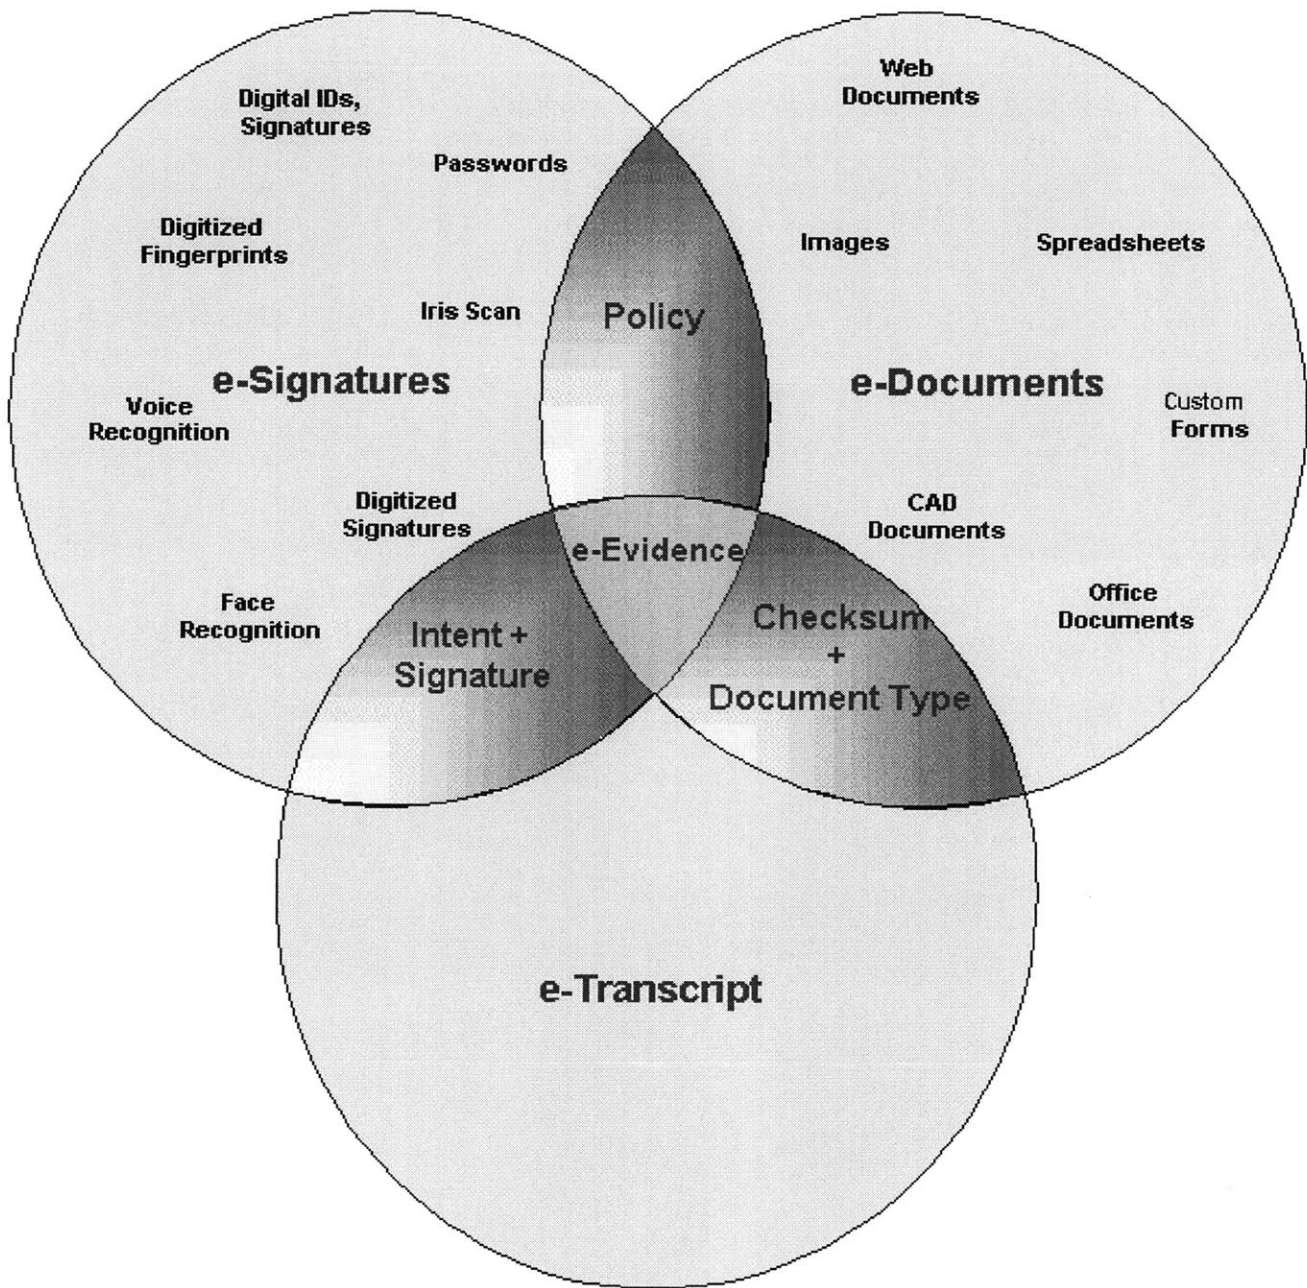 Digital IDs,
Signatures
Passwords
Digitized
Fingerprints
Iris Scan
e-Signatures
Voice
Recognition
Digitized
Signatures
Face
Recognition
Policy
Web
Documents
Images
Spreadsheets
e-Documents
Custom
Forms
CAD
Documents
Office
Documents
e-Evidence
Intent +
Signature
Checksum
+
Document Type
e-Transcript